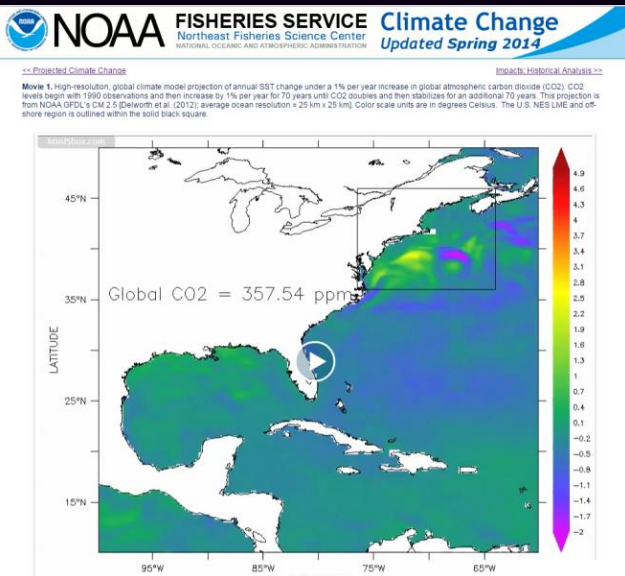 NOAA FISHERIES SERVICE
Northeast Fisheries Science Center
NATIONAL OCEANIC AND ATMOSPHERIC ADMINISTRATION
Climate Change
Updated Spring 2014
<< Projected Climate Change
Impacts: Historical Analysis >>
Movie 1. High-resolution, global climate model projection of annual SST change under a 1% per year increase in global atmospheric carbon dioxide (CO2). CO2
levels begin with 1990 observations and then increase by 1% per year for 70 years until CO2 doubles and then stabilizes for an additional 70 years. This projection is
from NOAA GFDL's CM 2.5 [Delworth et al. (2012); average ocean resolution = 25 km x 25 km]. Color scale units are in degrees Celsius. The U.S. NES LME and off-
shore region is outlined within the solid black square.
html5box.com
45°N
35°N
25°N
15°N
LATITUDE
Global CO2 = 357.54 ppm
95°W
85°W
75°W
65°W
4.9
4.6
4.3
4
3.7
3.4
3.1
2.8
2.5
2.2
1.9
1.6
1.3
1
0.7
0.4
0.1
-0.2
-0.5
-0.8
-1.1
-1.4
-1.7
-2